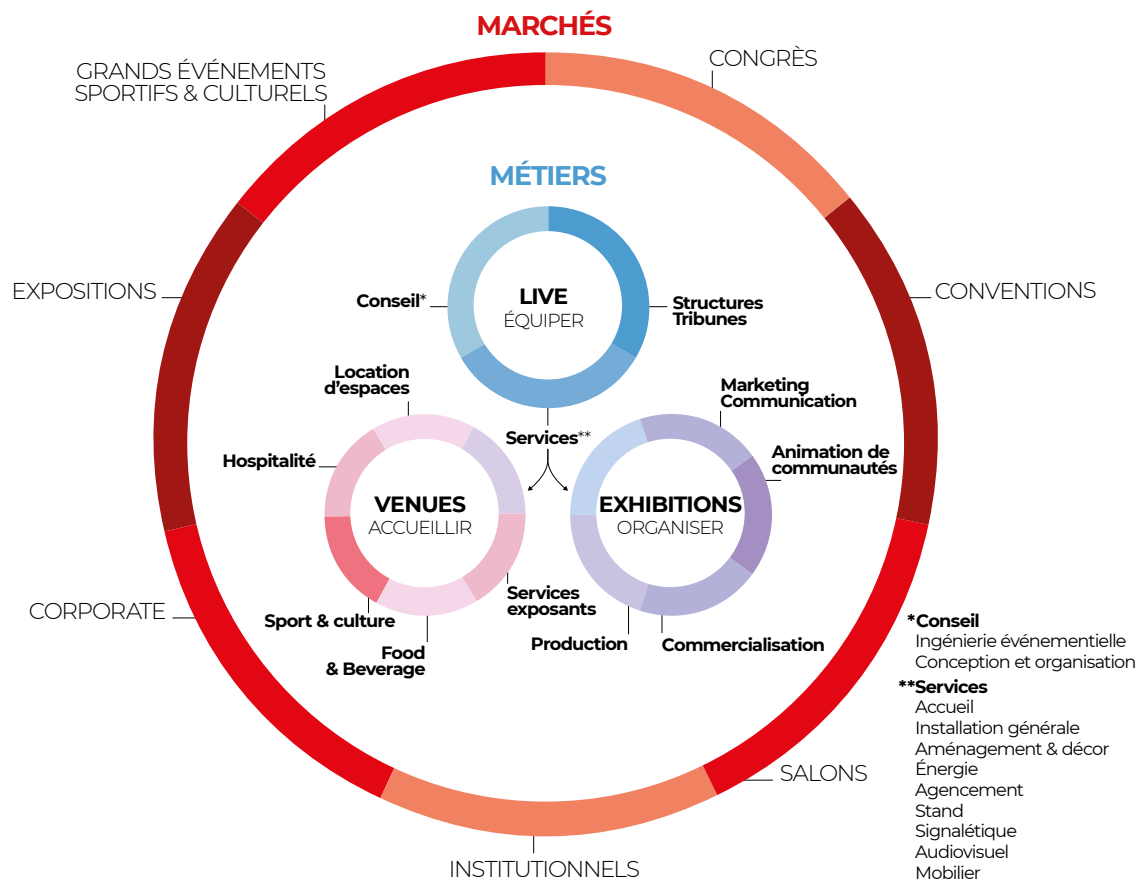 MARCHÉS
GRANDS ÉVÉNEMENTS
SPORTIFS & CULTURELS
CONGRÈS
EXPOSITIONS
CONVENTIONS
CORPORATE
SALONS
INSTITUTIONNELS
MÉTIERS
LIVE
ÉQUIPER
Conseil*
Structures
Tribunes
Services**
Location
d'espaces
Hospitalité
VENUES
ACCUEILLIR
Sport & culture
Food
& Beverage
Services
exposants
Marketing
Communication
Animation de
communautés
EXHIBITIONS
ORGANISER
Production
Commercialisation
*Conseil
Ingénierie événementielle
Conception et organisation
**Services
Accueil
Installation générale
Aménagement & décor
Énergie
Agencement
Stand
Signalétique
Audiovisuel
Mobilier